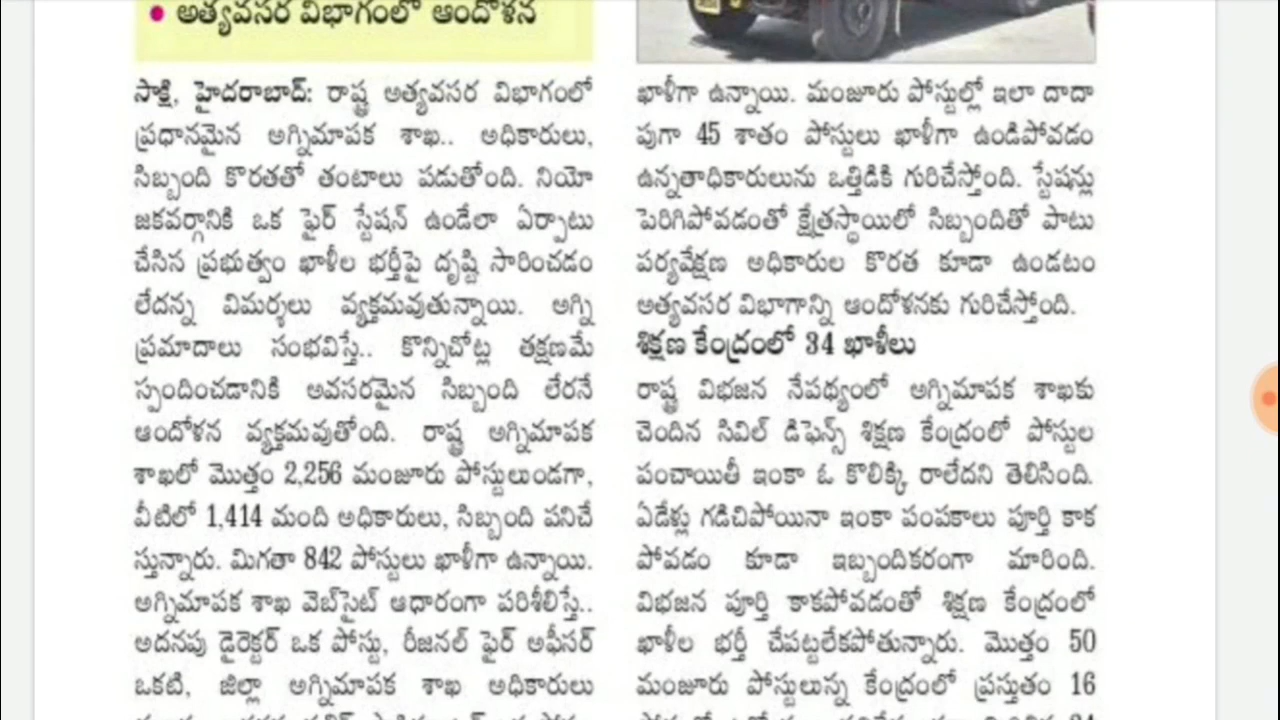 • అత్యవసర విభాగంలో ఆందోళన
సాక్షి, హైదరాబాద్: రాష్ట్ర అత్యవసర విభాగంలో
ప్రధానమైన అగ్నిమాపక శాఖ.. అధికారులు,
సిబ్బంది కొరతతో తంటాలు పడుతోంది. నియో
జకవర్గానికి ఒక ఫైర్ స్టేషన్ ఉండేలా ఏర్పాటు
చేసిన ప్రభుత్వం ఖాళీల భర్తీపై దృష్టి సారించడం
లేదన్న విమర్శలు వ్యక్తమవుతున్నాయి. అగ్ని
ప్రమాదాలు సంభవిస్తే.. కొన్నిచోట్ల తక్షణమే
స్పందించడానికి అవసరమైన సిబ్బంది లేరనే
ఆందోళన వ్యక్తమవుతోంది. రాష్ట్ర అగ్నిమాపక
శాఖలో మొత్తం 2,256 మంజూరు పోస్టులుండగా,
వీటిలో 1,414 మంది అధికారులు, సిబ్బంది పనిచే
స్తున్నారు. మిగతా 842 పోస్టులు ఖాళీగా ఉన్నాయి.
అగ్నిమాపక శాఖ వెబ్‌సైట్ ఆధారంగా పరిశీలిస్తే..
అదనపు డైరెక్టర్ ఒక పోస్టు, రీజనల్ ఫైర్ ఆఫీసర్
ఒకటి, జిల్లా అగ్నిమాపక శాఖ అధికారులు
ఖాళీగా ఉన్నాయి. మంజూరు పోస్టుల్లో ఇలా దాదా
పుగా 45 శాతం పోస్టులు ఖాళీగా ఉండిపోవడం
ఉన్నతాధికారులును ఒత్తిడికి గురిచేస్తోంది. స్టేషన్లు
పెరిగిపోవడంతో క్షేత్రస్థాయిలో సిబ్బందితో పాటు
పర్యవేక్షణ అధికారుల కొరత కూడా ఉండటం
అత్యవసర విభాగాన్ని ఆందోళనకు గురిచేస్తోంది.
శిక్షణ కేంద్రంలో 34 ఖాళీలు
రాష్ట్ర విభజన నేపథ్యంలో అగ్నిమాపక శాఖకు
చెందిన సివిల్ డిఫెన్స్ శిక్షణ కేంద్రంలో పోస్టుల
పంచాయితీ ఇంకా ఓ కొలిక్కి రాలేదని తెలిసింది.
ఏడేళ్లు గడిచిపోయినా ఇంకా పంపకాలు పూర్తి కాక
పోవడం కూడా ఇబ్బందికరంగా మారింది.
విభజన పూర్తి కాకపోవడంతో శిక్షణ కేంద్రంలో
ఖాళీల భర్తీ చేపట్టలేకపోతున్నారు. మొత్తం 50
మంజూరు పోస్టులున్న కేంద్రంలో ప్రస్తుతం 16